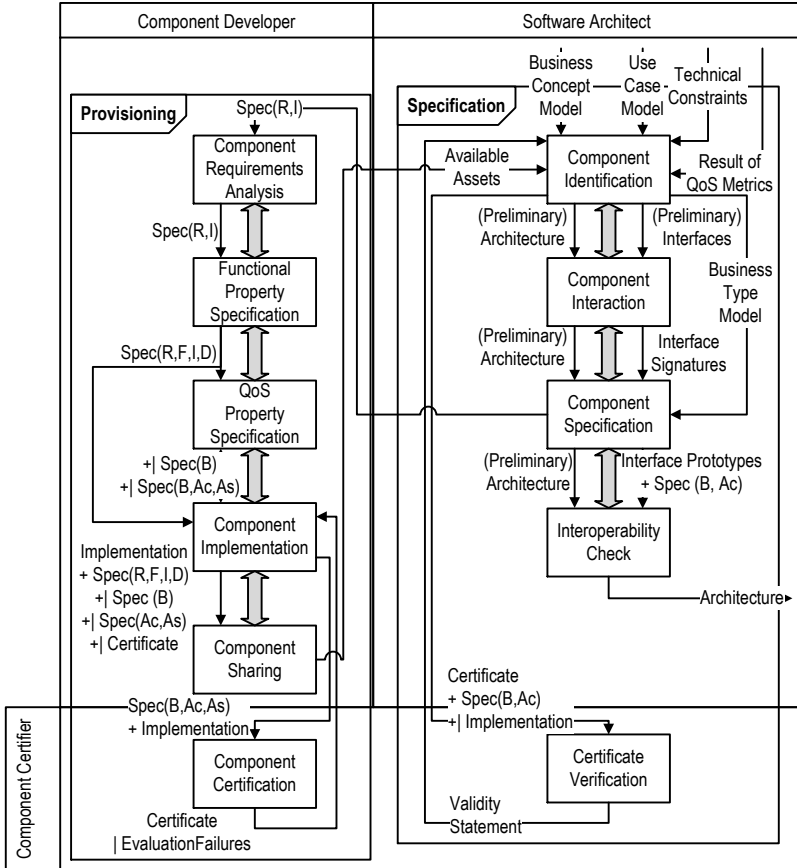 Component Developer
Software Architect
Provisioning
Spec(R,I)
Component
Requirements
Analysis
Spec(R,I)
Functional
Property
Specification
Spec(R,F,I,D)
QoS
Property
Specification
+| Spec(B)
+| Spec(B,Ac,As)
Component
Implementation
Implementation
+ Spec(R,F,I,D)
+| Spec (B)
+| Spec(Ac,As)
+| Certificate
Component
Sharing
Spec(B,Ac,As)
+ Implementation
Component
Certification
Certificate
| EvaluationFailures
Component Certifier
Specification
Business
Concept
Model
Use
Case
Model
Technical
Constraints
Available
Assets
Component
Identification
Result of
QoS Metrics
(Preliminary)
Architecture
(Preliminary)
Interfaces
Business
Type
Model
Component
Interaction
(Preliminary)
Architecture
Interface
Signatures
Component
Specification
(Preliminary)
Architecture
Interface Prototypes
+ Spec (B, Ac)
Interoperability
Check
Architecture
Certificate
+ Spec(B,Ac)
+| Implementation
Certificate
Verification
Validity
Statement